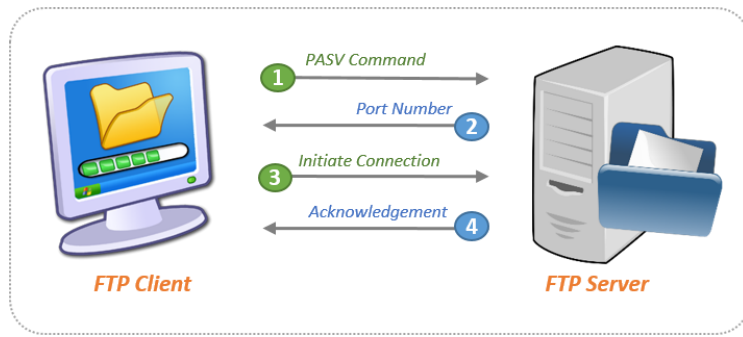 PASV Command
1
Port Number
2
Initiate Connection
3
Acknowledgement
4
FTP Client
FTP Server